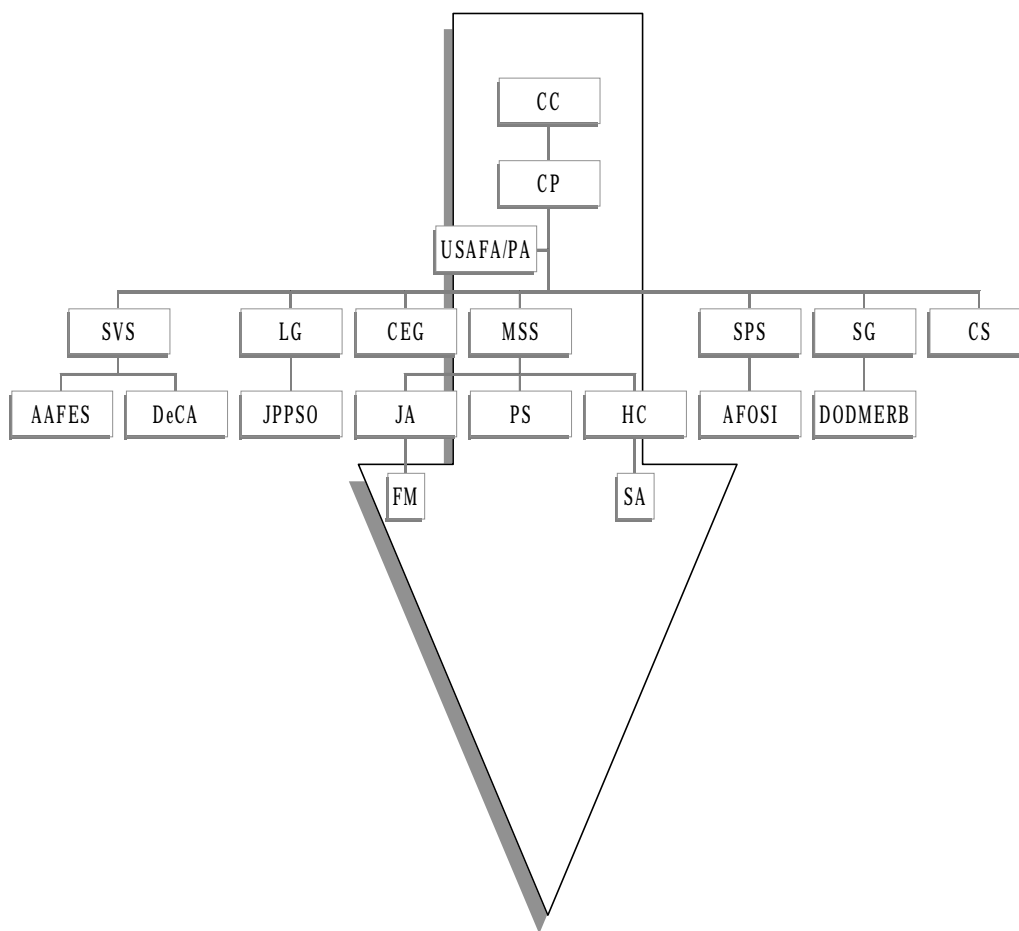 CC
CP
USAFA/PA
SVS LG CEG MSS SPS SG CS
AAFES DeCA JPPSO JA PS HC AFOSI DODMERB
FM SA